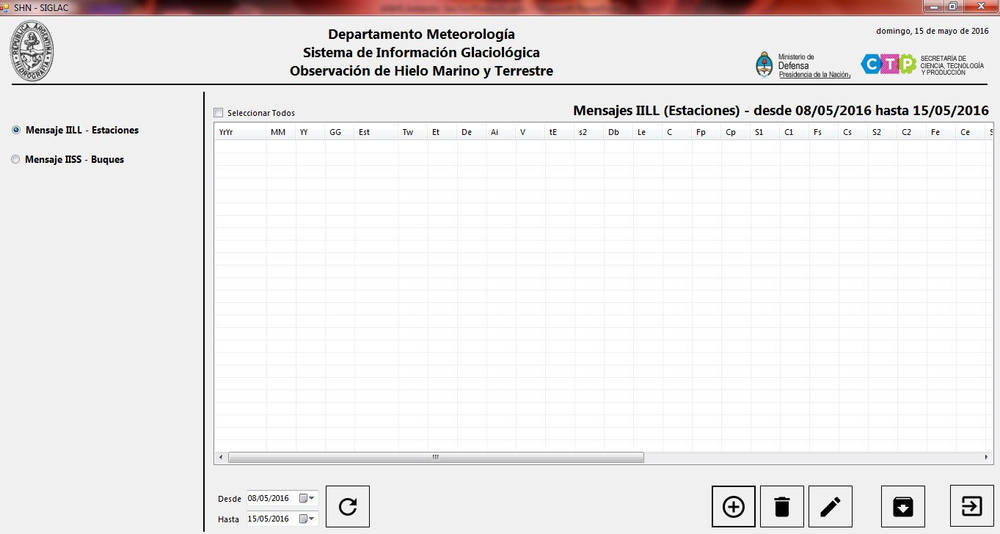 SHN - SIGLAC
REPUBLICA ARGENTINA
HIDROGRAFIA
Departamento Meteorología
Sistema de Información Glaciológica
Observación de Hielo Marino y Terrestre
domingo, 15 de mayo de 2016
Ministerio de
Defensa
Presidencia de la Nación
CTP
SECRETARÍA DE
CIENCIA, TECNOLOGÍA
Y PRODUCCIÓN
Mensaje IILL - Estaciones
Mensaje IISS - Buques
Seleccionar Todos
Mensajes IILL (Estaciones) - desde 08/05/2016 hasta 15/05/2016
YrYr MM YY GG Est Tw Et De Ai V tE s2 Db Le C Fp Cp S1 C1 Fs Cs S2 C2 Fe Ce
Desde 08/05/2016
Hasta 15/05/2016